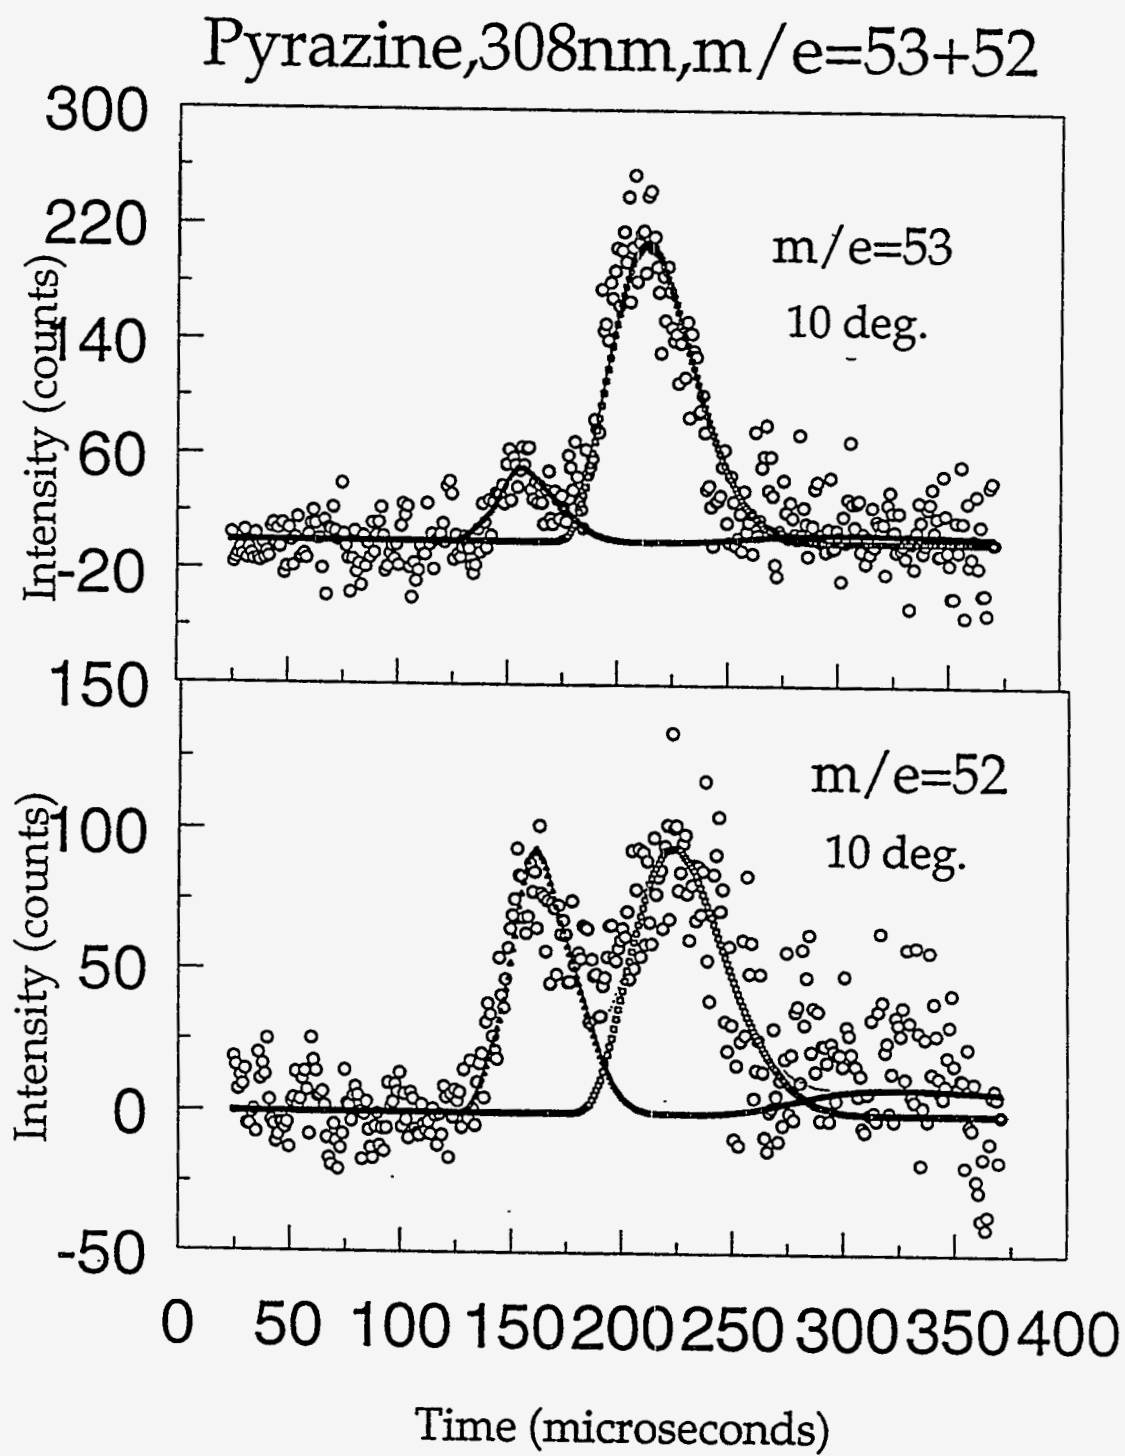 Pyrazine,308nm,m/e=53+52
300
220
140
60
-20
Intensity (counts)
m/e=53
10 deg.
150
100
50
0
-50
Intensity (counts)
m/e=52
10 deg.
0 50 100 150 200 250 300 350 400
Time (microseconds)